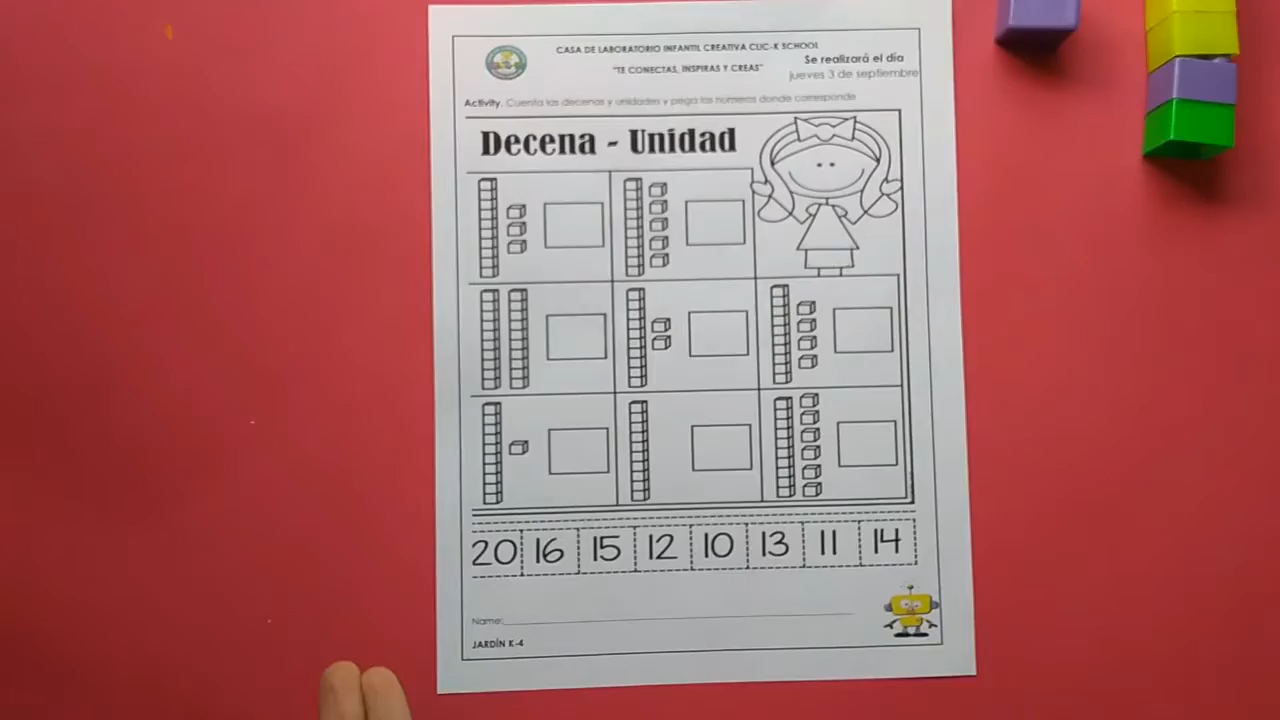 CASA DE LABORATORIO INFANTIL CREATIVA CLIC-K SCHOOL
"TE CONECTAS, INSPIRAS Y CREAS"
Se realizará el día
jueves 3 de septiembre
Activity. Cuenta las decenas y unidades y pega los números donde corresponde
Decena - Unidad
20 16 15 12 10 13 11 14
Name:
JARDÍN K-4